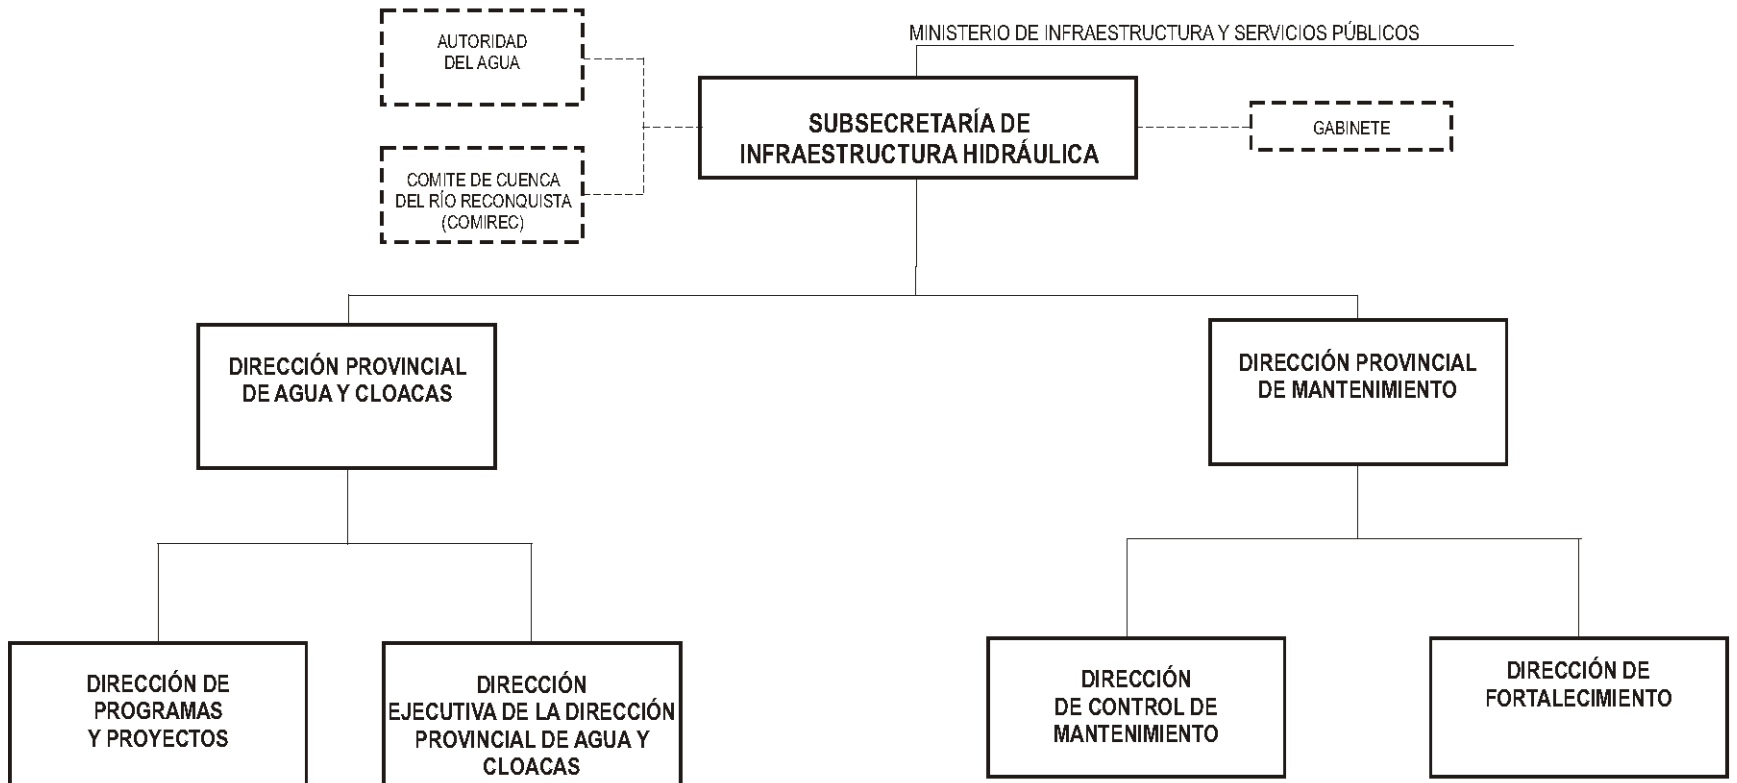 MINISTERIO DE INFRAESTRUCTURA Y SERVICIOS PÚBLICOS
AUTORIDAD
DEL AGUA
SUBSECRETARÍA DE
INFRAESTRUCTURA HIDRÁULICA
GABINETE
COMITE DE CUENCA
DEL RÍO RECONQUISTA
(COMIREC)
DIRECCIÓN PROVINCIAL
DE AGUA Y CLOACAS
DIRECCIÓN PROVINCIAL
DE MANTENIMIENTO
DIRECCIÓN DE
PROGRAMAS
Y PROYECTOS
DIRECCIÓN
EJECUTIVA DE LA DIRECCIÓN
PROVINCIAL DE AGUA Y
CLOACAS
DIRECCIÓN
DE CONTROL DE
MANTENIMIENTO
DIRECCIÓN DE
FORTALECIMIENTO